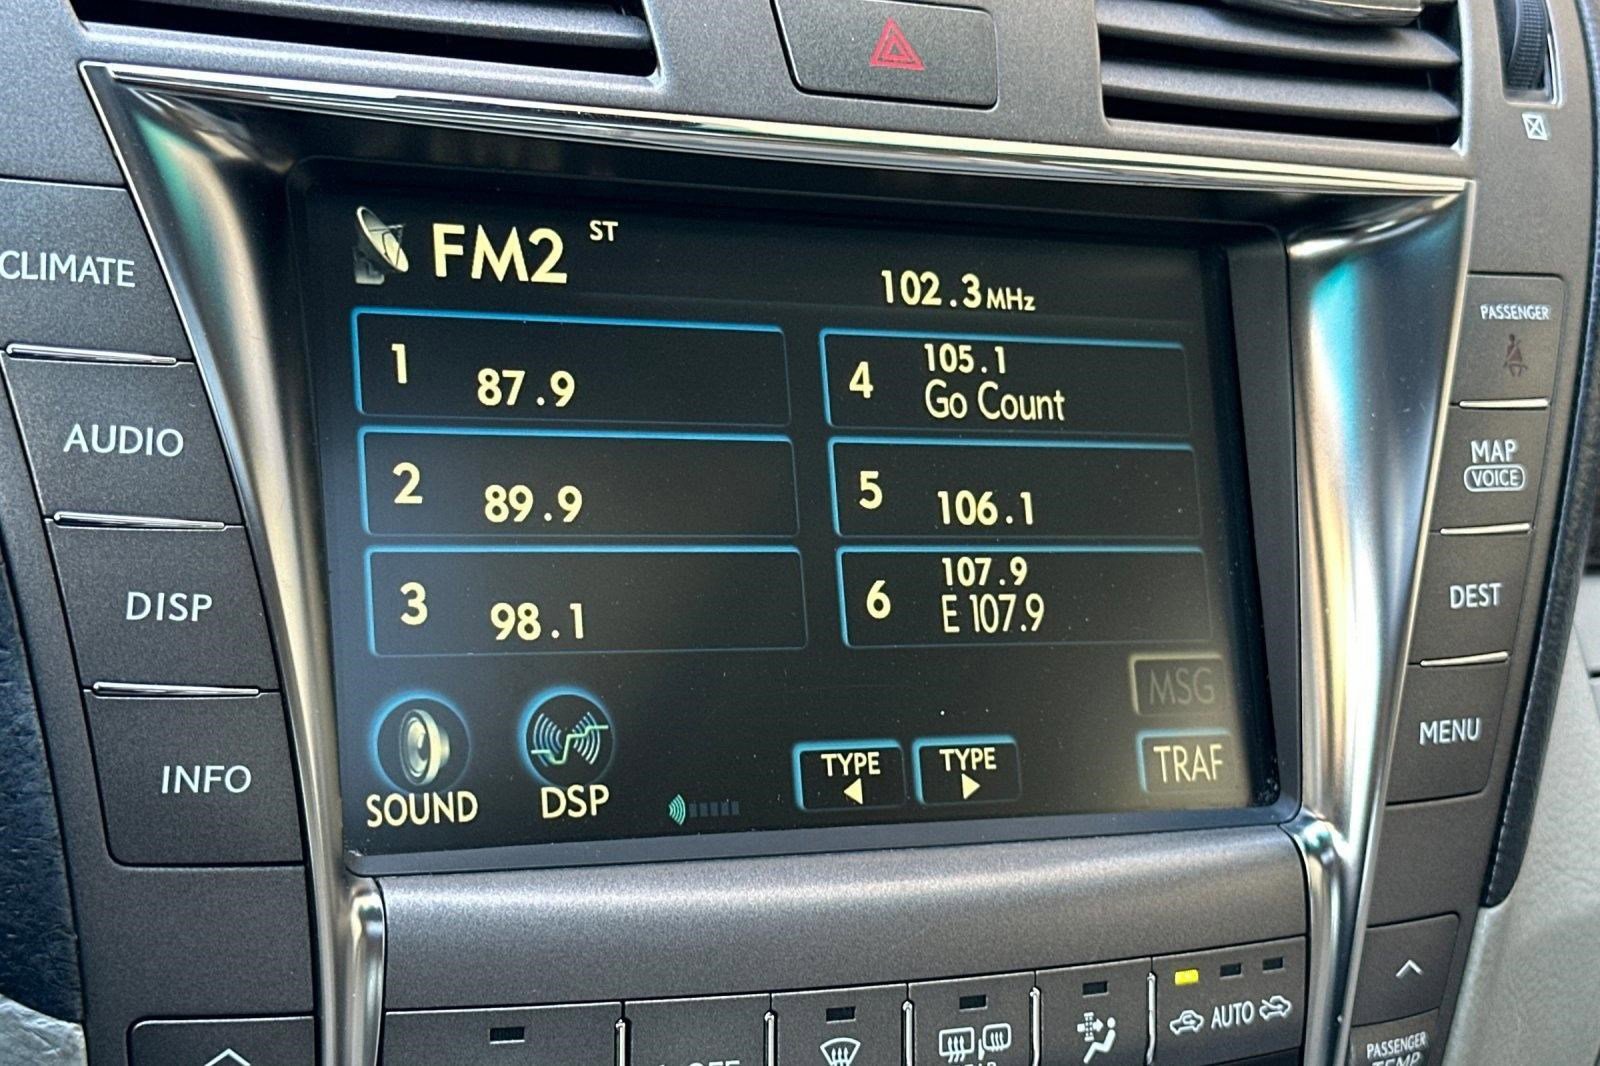 CLIMATE
AUDIO
DISP
INFO
FM2 ST
102.3 MHz
1 87.9
2 89.9
3 98.1
4 105.1
Go Count
5 106.1
6 107.9
E 107.9
MSG
SOUND
DSP
TYPE
TYPE
TRAF
PASSENGER
MAP
VOICE
DEST
MENU
AUTO
PASSENGER
TEMP
OFF